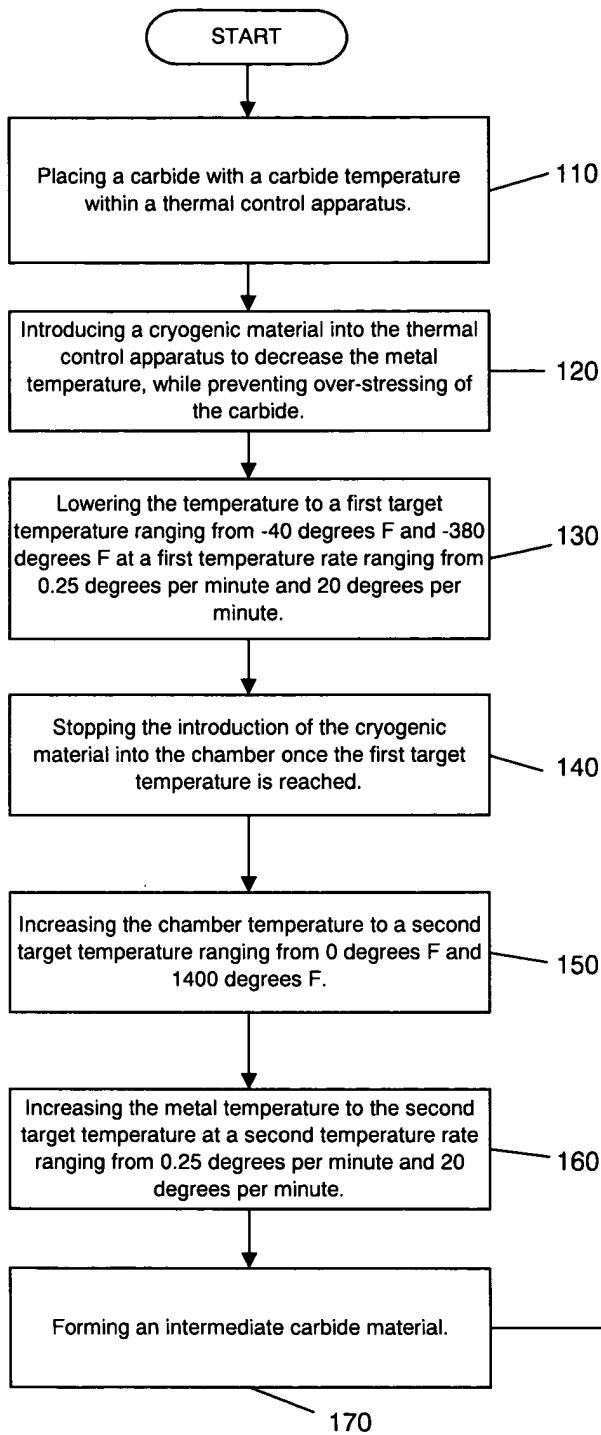 START
Placing a carbide with a carbide temperature
within a thermal control apparatus.
110
Introducing a cryogenic material into the thermal
control apparatus to decrease the metal
temperature, while preventing over-stressing of
the carbide.
120
Lowering the temperature to a first target
temperature ranging from -40 degrees F and -380
degrees F at a first temperature rate ranging from
0.25 degrees per minute and 20 degrees per
minute.
130
Stopping the introduction of the cryogenic
material into the chamber once the first target
temperature is reached.
140
Increasing the chamber temperature to a second
target temperature ranging from 0 degrees F and
1400 degrees F.
150
Increasing the metal temperature to the second
target temperature at a second temperature rate
ranging from 0.25 degrees per minute and 20
degrees per minute.
160
Forming an intermediate carbide material.
170